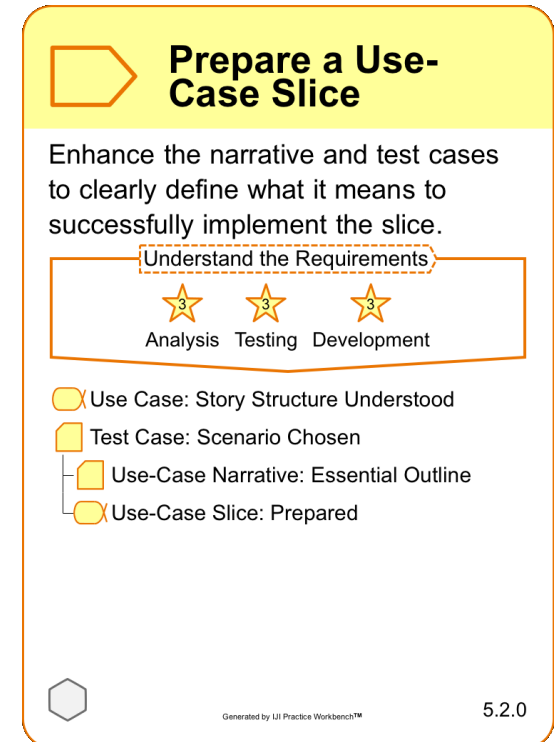 Prepare a Use-
Case Slice
Enhance the narrative and test cases
to clearly define what it means to
successfully implement the slice.
Understand the Requirements
3 3 3
Analysis Testing Development
Use Case: Story Structure Understood
Test Case: Scenario Chosen
Use-Case Narrative: Essential Outline
Use-Case Slice: Prepared
Generated by IJI Practice Workbench™
5.2.0